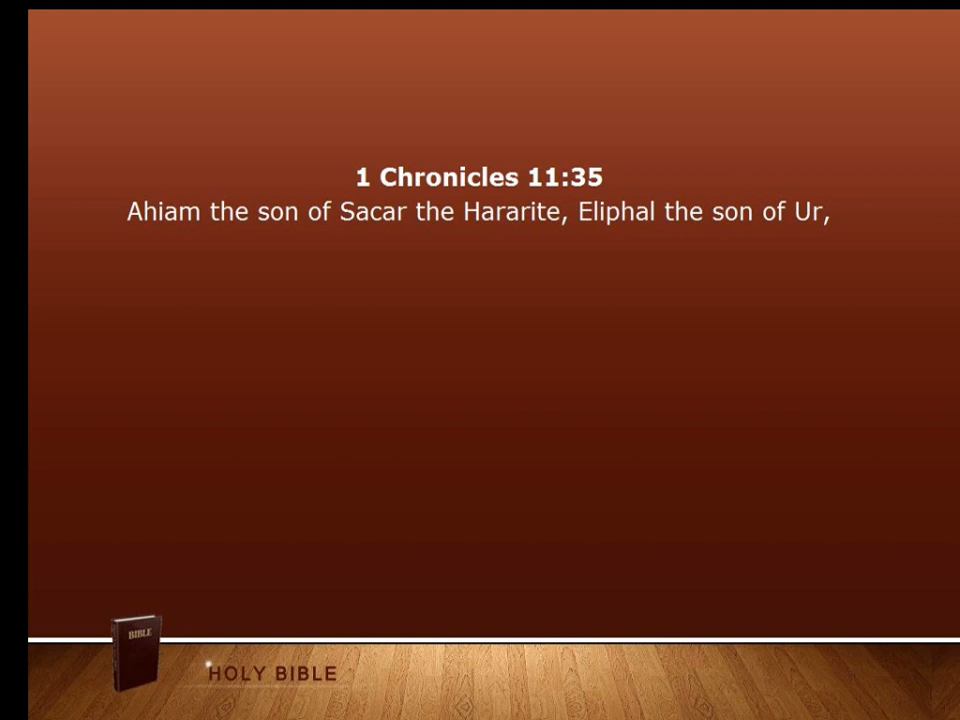 1 Chronicles 11:35
Ahiam the son of Sacar the Hararite, Eliphal the son of Ur,
BIBLE
HOLY BIBLE